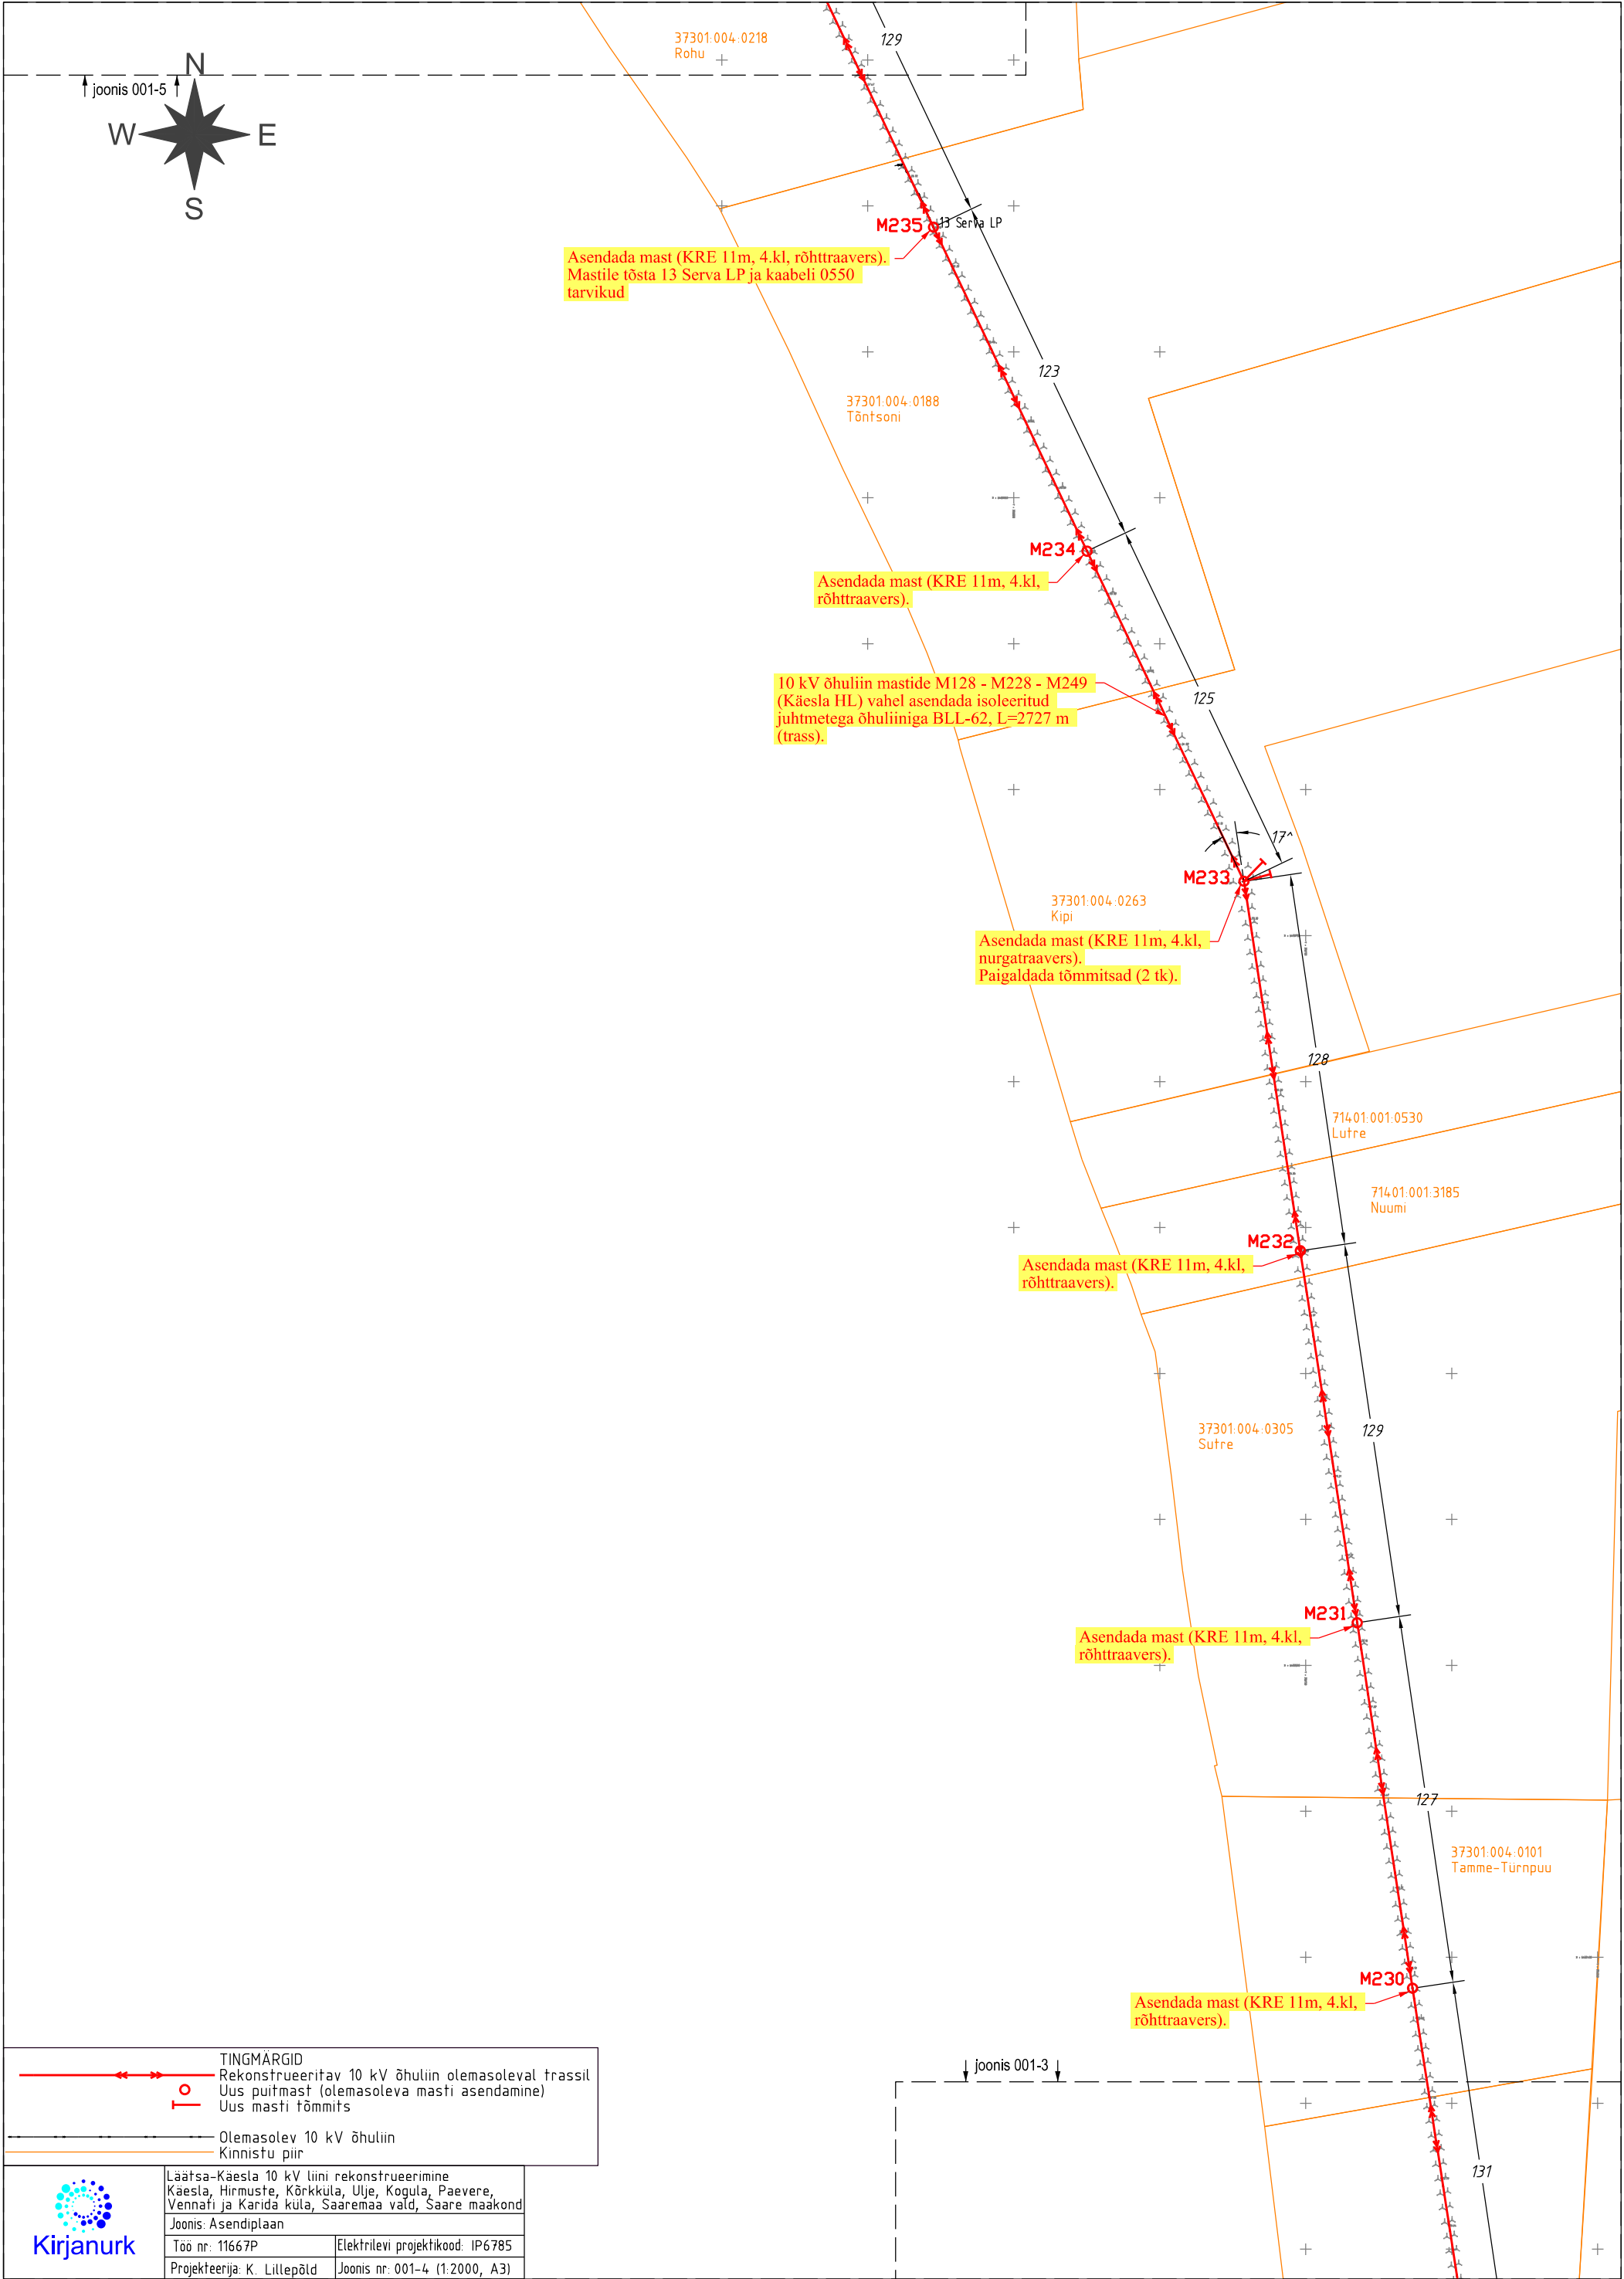 37301:004:0218
Rohu
129
joonis 001-5
N
W
E
S
M235
13 Serva LP
Asendada mast (KRE 11m, 4.kl, rõhttraavers).
Mastile tõsta 13 Serva LP ja kaabeli 0550
tarvikud
123
37301:004:0188
Tõntsoni
M234
Asendada mast (KRE 11m, 4.kl,
rõhttraavers).
10 kV õhuliin mastide M128 - M228 - M249
(Käesla HL) vahel asendada isoleeritud
juhtmetega õhuliiniga BLL-62, L=2727 m
(trass).
125
17^
M233
37301:004:0263
Kipi
Asendada mast (KRE 11m, 4.kl,
nurgatraavers).
Paigaldada tõmmitsad (2 tk).
128
71401:001:0530
Lutre
71401:001:3185
Nuumi
M232
Asendada mast (KRE 11m, 4.kl,
rõhttraavers).
37301:004:0305
Sutre
129
M231
Asendada mast (KRE 11m, 4.kl,
rõhttraavers).
127
37301:004:0101
Tamme-Türnpuu
M230
Asendada mast (KRE 11m, 4.kl,
rõhttraavers).
joonis 001-3
131
TINGMÄRGID
Rekonstrueeritav 10 kV õhuliin olemasoleval trassil
Uus puitmast (olemasoleva masti asendamine)
Uus masti tõmmits
Olemasolev 10 kV õhuliin
Kinnistu piir
Kirjanurk
Läätsa-Käesla 10 kV liini rekonstrueerimine
Käesla, Hirmuste, Kõrkküla, Ulje, Kogula, Paevere,
Vennati ja Karida küla, Saaremaa vald, Saare maakond
Joonis: Asendiplaan
Töö nr: 11667P
Elektrilevi projektikood: IP6785
Projekteerija: K. Lillepõld
Joonis nr: 001-4 (1:2000, A3)